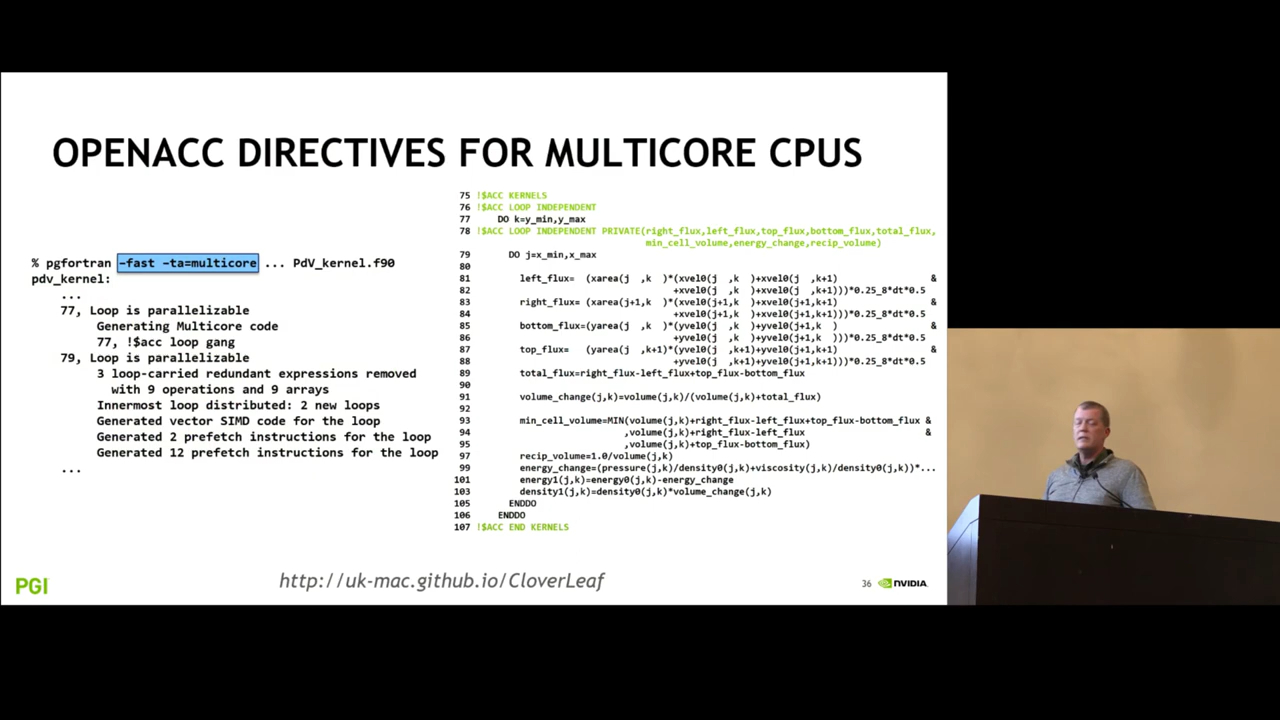 OPENACC DIRECTIVES FOR MULTICORE CPUS
% pgfortran -fast -ta=multicore ... PdV_kernel.f90
pdv_kernel:
...
77, Loop is parallelizable
Generating Multicore code
77, !$acc loop gang
79, Loop is parallelizable
3 loop-carried redundant expressions removed
with 9 operations and 9 arrays
Innermost loop distributed: 2 new loops
Generated vector SIMD code for the loop
Generated 2 prefetch instructions for the loop
Generated 12 prefetch instructions for the loop
...
75 !$ACC KERNELS
76 !$ACC LOOP INDEPENDENT
77 DO k=y_min,y_max
78 !$ACC LOOP INDEPENDENT PRIVATE(right_flux,left_flux,top_flux,bottom_flux,total_flux,
min_cell_volume,energy_change,recip_volume)
79 DO j=x_min,x_max
80
81 left_flux= (xarea(j ,k )*(xvel0(j ,k )+xvel0(j ,k+1) &
82 +xvel0(j ,k )+xvel0(j ,k+1)))*0.25_8*dt*0.5
83 right_flux= (xarea(j+1,k )*(xvel0(j+1,k )+xvel0(j+1,k+1) &
84 +xvel0(j+1,k )+xvel0(j+1,k+1)))*0.25_8*dt*0.5
85 bottom_flux=(yarea(j ,k )*(yvel0(j ,k )+yvel0(j+1,k ) &
86 +yvel0(j ,k )+yvel0(j+1,k )))*0.25_8*dt*0.5
87 top_flux= (yarea(j ,k+1)*(yvel0(j ,k+1)+yvel0(j+1,k+1) &
88 +yvel0(j ,k+1)+yvel0(j+1,k+1)))*0.25_8*dt*0.5
89 total_flux=right_flux-left_flux+top_flux-bottom_flux
90
91 volume_change(j,k)=volume(j,k)/(volume(j,k)+total_flux)
92
93 min_cell_volume=MIN(volume(j,k)+right_flux-left_flux+top_flux-bottom_flux &
94 ,volume(j,k)+right_flux-left_flux &
95 ,volume(j,k)+top_flux-bottom_flux)
97 recip_volume=1.0/volume(j,k)
99 energy_change=(pressure(j,k)/density0(j,k)+viscosity(j,k)/density0(j,k))*...
101 energy1(j,k)=energy0(j,k)-energy_change
103 density1(j,k)=density0(j,k)*volume_change(j,k)
105 ENDDO
106 ENDDO
107 !$ACC END KERNELS
PGI
http://uk-mac.github.io/CloverLeaf
36 NVIDIA.